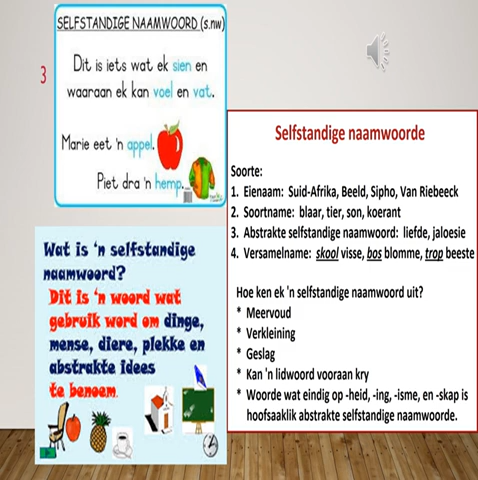 3
SELFSTANDIGE NAAMWOORD (s.nw)
Dit is iets wat ek sien en
waaraan ek kan voel en vat.
Marie eet 'n appel.
Piet dra 'n hemp.
Wat is 'n selfstandige
naamwoord?
Dit is 'n woord wat
gebruik word om dinge,
mense, diere, plekke en
abstrakte idees
te benoem.
Selfstandige naamwoorde
Soorte:
1. Eienaam: Suid-Afrika, Beeld, Sipho, Van Riebeeck
2. Soortname: blaar, tier, son, koerant
3. Abstrakte selfstandige naamwoord: liefde, jaloesie
4. Versamelname: skool visse, bos blomme, trop beeste
Hoe ken ek 'n selfstandige naamwoord uit?
* Meervoud
* Verkleining
* Geslag
* Kan 'n lidwoord vooraan kry
* Woorde wat eindig op -heid, -ing, -isme, en -skap is
hoofsaaklik abstrakte selfstandige naamwoorde.